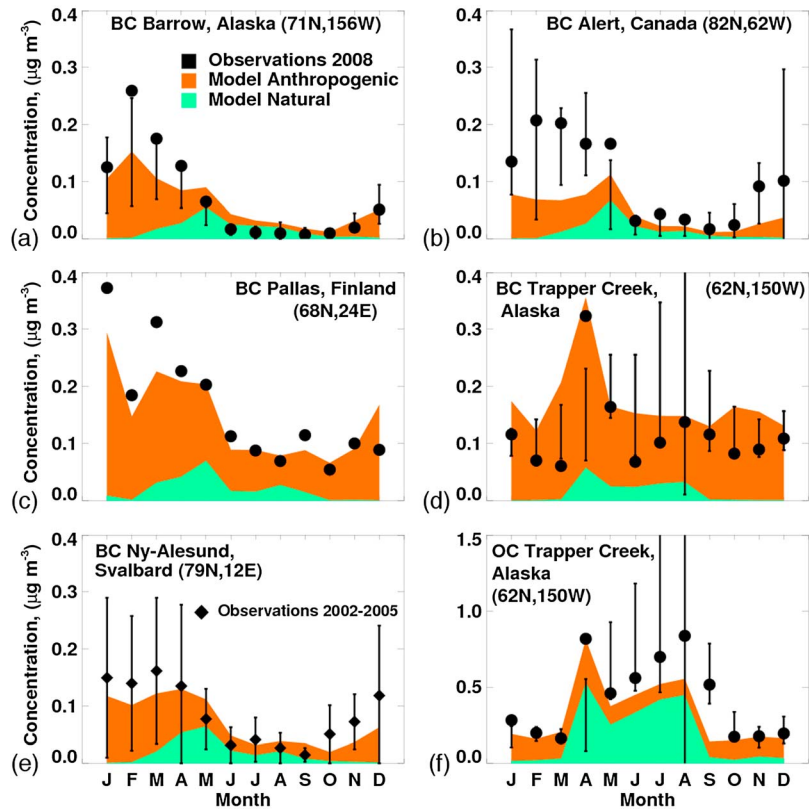 BC Barrow, Alaska (71N,156W)
Observations 2008
Model Anthropogenic
Model Natural
Concentration, (μg m⁻³)
0.4
0.3
0.2
0.1
0.0
(a)
BC Alert, Canada (82N,62W)
0.4
0.3
0.2
0.1
0.0
(b)
BC Pallas, Finland
(68N,24E)
Concentration, (μg m⁻³)
0.4
0.3
0.2
0.1
0.0
(c)
BC Trapper Creek, (62N,150W)
Alaska
0.4
0.3
0.2
0.1
0.0
(d)
BC Ny-Alesund,
Svalbard (79N,12E)
Observations 2002-2005
Concentration, (μg m⁻³)
0.4
0.3
0.2
0.1
0.0
(e)
J F M A M J J A S O N D
Month
OC Trapper Creek,
Alaska
(62N,150W)
1.5
1.0
0.5
0.0
(f)
J F M A M J J A S O N D
Month